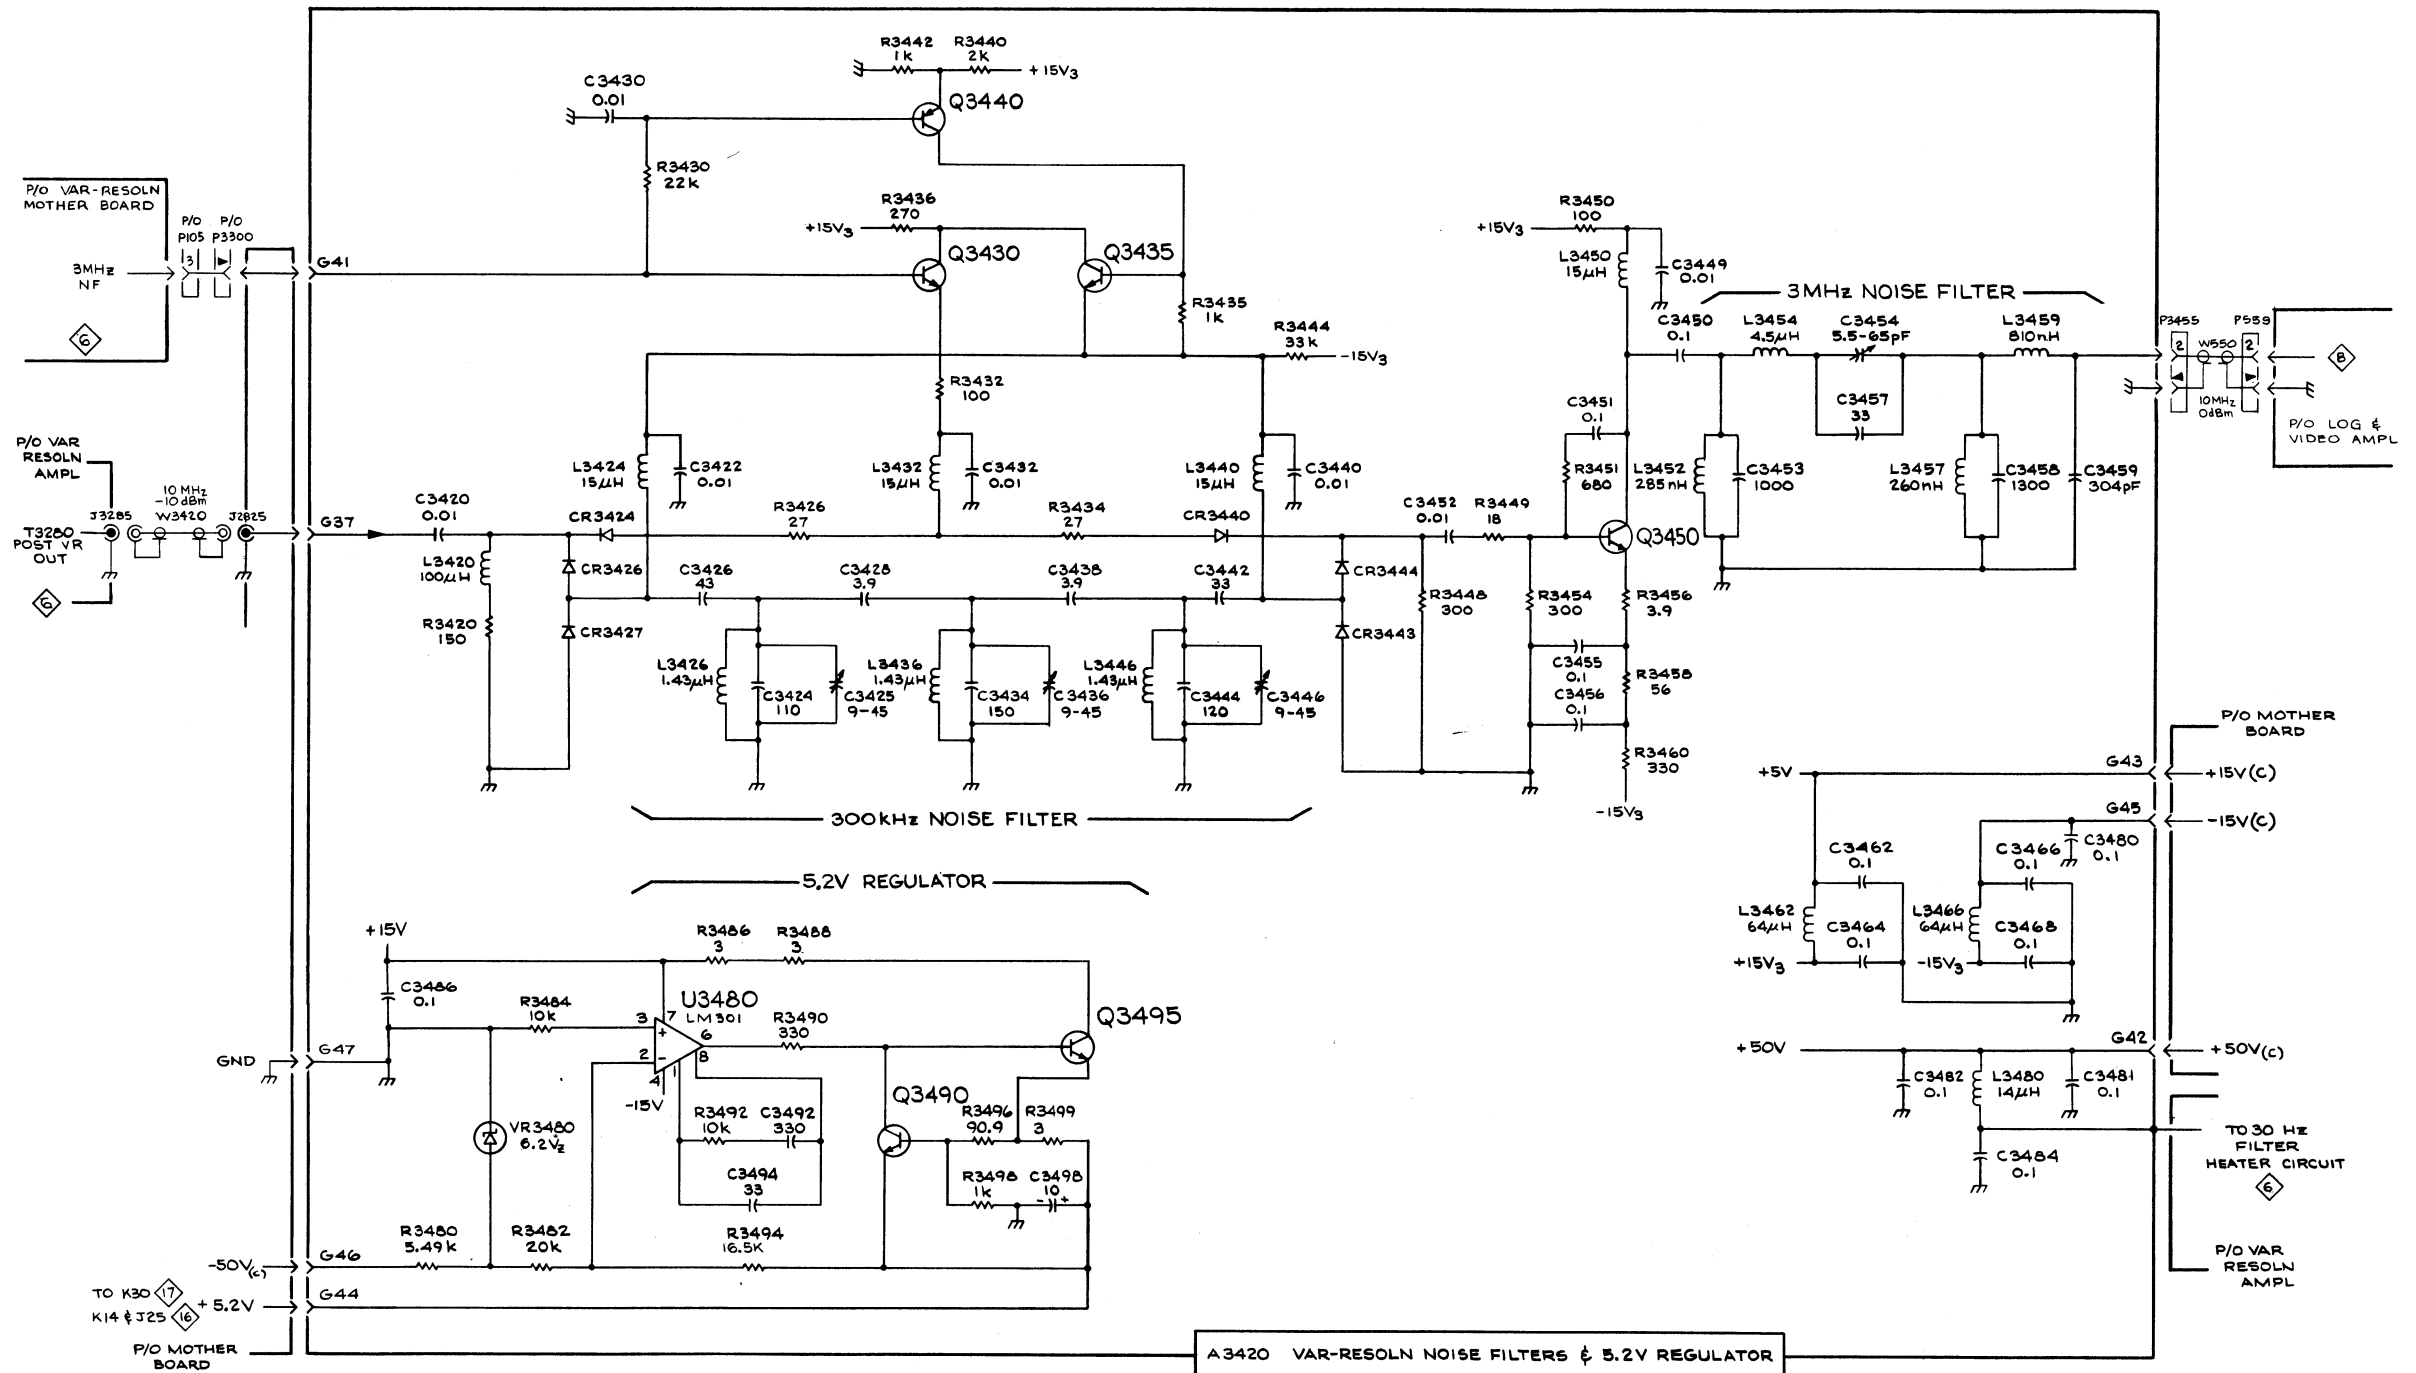 R3442
1k
R3440
2k
+15V3
C3430
0.01
Q3440
R3430
22k
P/O VAR-RESOLN
MOTHER BOARD
P/O
P105
P/O
P3300
3
3MHz
NF
6
G41
R3436
270
+15V3
Q3430
Q3435
R3435
1k
R3444
33k
-15V3
R3432
100
R3450
100
+15V3
L3450
15µH
C3449
0.01
3MHz NOISE FILTER
C3450
0.1
L3454
4.5µH
C3454
5.5-65pF
L3459
810nH
C3457
33
P3455
P559
2
W550
2
10MHz
0dBm
8
P/O LOG &
VIDEO AMPL
P/O VAR
RESOLN
AMPL
10 MHz
-10dBm
W3420
J3285
J2825
T3280
POST VR
OUT
6
G37
C3420
0.01
L3420
100µH
R3420
150
CR3424
CR3426
CR3427
L3424
15µH
C3422
0.01
R3426
27
L3432
15µH
C3432
0.01
R3434
27
L3440
15µH
C3440
0.01
CR3440
C3426
43
C3428
3.9
C3438
3.9
C3442
33
CR3444
CR3443
L3426
1.43µH
C3424
110
C3425
9-45
L3436
1.43µH
C3434
150
C3436
9-45
L3446
1.43µH
C3444
120
C3446
9-45
300kHz NOISE FILTER
C3451
0.1
R3451
680
C3452
0.01
R3449
18
Q3450
R3448
300
R3454
300
R3456
3.9
C3455
0.1
C3456
0.1
R3458
56
R3460
330
-15V3
L3452
285nH
C3453
1000
L3457
260nH
C3458
1300
C3459
304pF
P/O MOTHER
BOARD
+5V
G43
+15V(C)
G45
-15V(C)
C3480
0.1
C3462
0.1
C3466
0.1
L3462
64µH
C3464
0.1
L3466
64µH
C3468
0.1
+15V3
-15V3
+50V
G42
+50V(C)
C3482
0.1
L3480
14µH
C3481
0.1
C3484
0.1
TO 30 Hz
FILTER
HEATER CIRCUIT
6
P/O VAR
RESOLN
AMPL
5.2V REGULATOR
+15V
C3486
0.1
R3486
3
R3488
3
R3484
10k
U3480
LM301
3
7
+
6
2
-
8
4
1
-15V
R3490
330
Q3495
GND
G47
VR3480
6.2Vz
Q3490
R3492
10k
C3492
330
R3496
90.9
R3499
3
C3494
33
R3498
1k
C3498
10
- +
R3480
5.49k
R3482
20k
R3494
16.5K
-50V(C)
G46
TO K30 17
K14 & J25 16
+5.2V
G44
P/O MOTHER
BOARD
A3420 VAR-RESOLN NOISE FILTERS & 5.2V REGULATOR